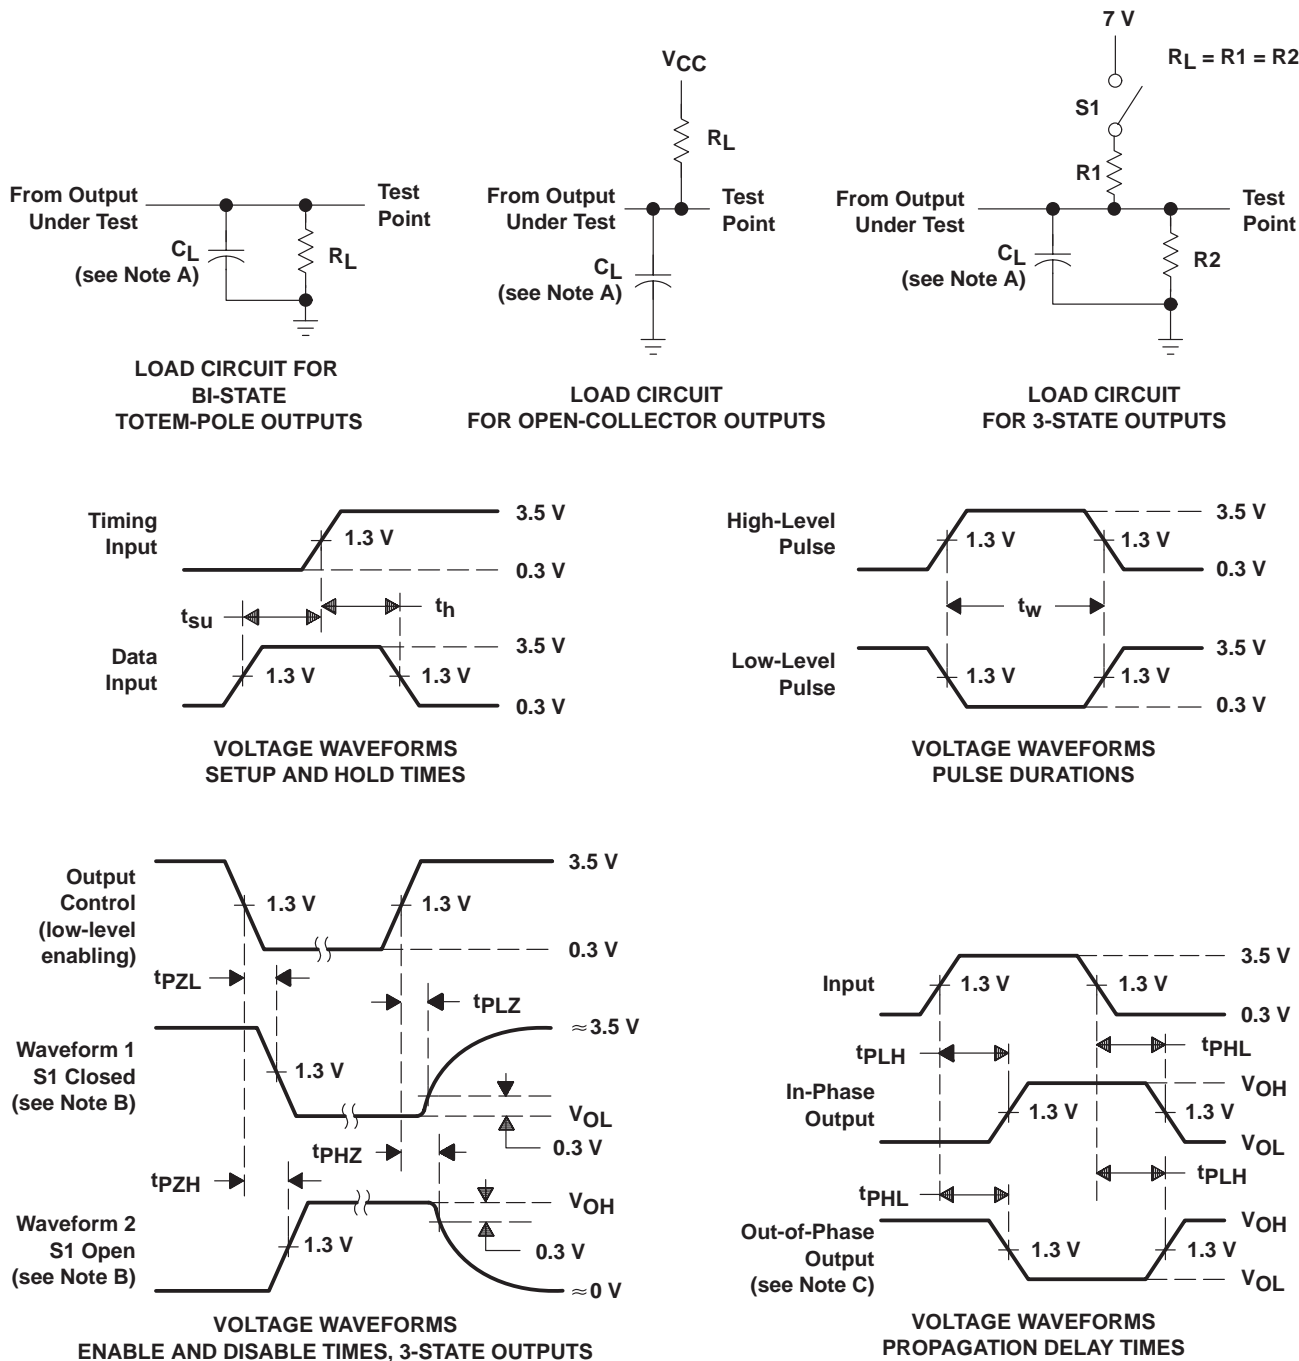 7 V
RL = R1 = R2
VCC
S1
RL
R1
From Output
Under Test
Test
Point
From Output
Under Test
Test
Point
From Output
Under Test
Test
Point
CL
(see Note A)
RL
CL
(see Note A)
CL
(see Note A)
R2
LOAD CIRCUIT FOR
BI-STATE
TOTEM-POLE OUTPUTS
LOAD CIRCUIT
FOR OPEN-COLLECTOR OUTPUTS
LOAD CIRCUIT
FOR 3-STATE OUTPUTS
Timing
Input
1.3 V
3.5 V
0.3 V
tsu
th
Data
Input
1.3 V
1.3 V
3.5 V
0.3 V
VOLTAGE WAVEFORMS
SETUP AND HOLD TIMES
High-Level
Pulse
1.3 V
1.3 V
3.5 V
0.3 V
tw
Low-Level
Pulse
1.3 V
1.3 V
3.5 V
0.3 V
VOLTAGE WAVEFORMS
PULSE DURATIONS
Output
Control
(low-level
enabling)
1.3 V
1.3 V
3.5 V
0.3 V
tPZL
tPLZ
Waveform 1
S1 Closed
(see Note B)
1.3 V
≈3.5 V
VOL
0.3 V
tPHZ
tPZH
Waveform 2
S1 Open
(see Note B)
1.3 V
VOH
0.3 V
≈0 V
VOLTAGE WAVEFORMS
ENABLE AND DISABLE TIMES, 3-STATE OUTPUTS
Input
1.3 V
1.3 V
3.5 V
0.3 V
tPLH
tPHL
In-Phase
Output
1.3 V
1.3 V
VOH
VOL
tPHL
tPLH
Out-of-Phase
Output
(see Note C)
1.3 V
1.3 V
VOH
VOL
VOLTAGE WAVEFORMS
PROPAGATION DELAY TIMES